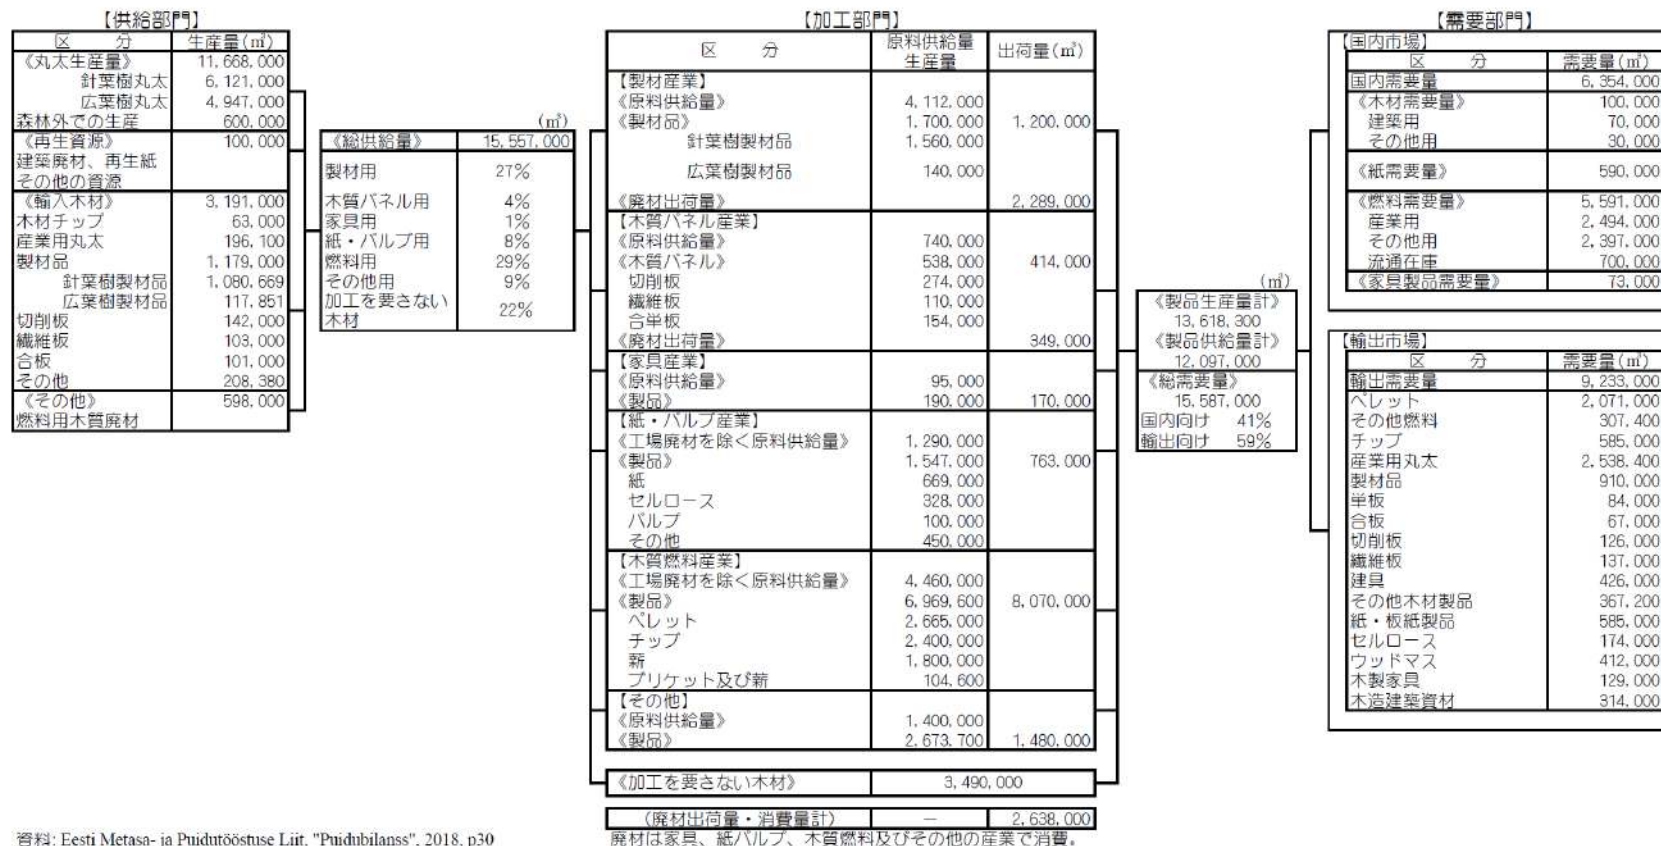 【供給部門】
区 分 生産量(㎥)
《丸太生産量》 11,668,000
針葉樹丸太 6,121,000
広葉樹丸太 4,947,000
森林外での生産 600,000
《再生資源》 100,000
建築廃材、再生紙
その他の資源
《輸入木材》 3,191,000
木材チップ 63,000
産業用丸太 196,100
製材品 1,179,000
針葉樹製材品 1,080,669
広葉樹製材品 117,851
切削板 142,000
繊維板 103,000
合板 101,000
その他 208,380
《その他》 598,000
燃料用木質廃材
(㎥)
《総供給量》 15,557,000
製材用 27%
木質パネル用 4%
家具用 1%
紙・パルプ用 8%
燃料用 29%
その他用 9%
加工を要さない
木材 22%
【加工部門】
区 分 原料供給量
生産量 出荷量(㎥)
【製材産業】
《原料供給量》 4,112,000
《製材品》 1,700,000 1,200,000
針葉樹製材品 1,560,000
広葉樹製材品 140,000
《廃材出荷量》 2,289,000
【木質パネル産業】
《原料供給量》 740,000
《木質パネル》 538,000 414,000
切削板 274,000
繊維板 110,000
合単板 154,000
《廃材出荷量》 349,000
【家具産業】
《原料供給量》 95,000
《製品》 190,000 170,000
【紙・パルプ産業】
《工場廃材を除く原料供給量》 1,290,000
《製品》 1,547,000 763,000
紙 669,000
セルロース 328,000
パルプ 100,000
その他 450,000
【木質燃料産業】
《工場廃材を除く原料供給量》 4,460,000
《製品》 6,969,600 8,070,000
ペレット 2,665,000
チップ 2,400,000
薪 1,800,000
ブリケット及び薪 104,600
【その他】
《原料供給量》 1,400,000
《製品》 2,673,700 1,480,000
《加工を要さない木材》 3,490,000
(廃材出荷量・消費量計) － 2,638,000
廃材は家具、紙パルプ、木質燃料及びその他の産業で消費。
(㎥)
《製品生産量計》
13,618,300
《製品供給量計》
12,097,000
《総需要量》
15,587,000
国内向け 41%
輸出向け 59%
【需要部門】
【国内市場】
区 分 需要量(㎥)
国内需要量 6,354,000
《木材需要量》 100,000
建築用 70,000
その他用 30,000
《紙需要量》 590,000
《燃料需要量》 5,591,000
産業用 2,494,000
その他用 2,397,000
流通在庫 700,000
《家具製品需要量》 73,000
【輸出市場】
区 分 需要量(㎥)
輸出需要量 9,233,000
ペレット 2,071,000
その他燃料 307,400
チップ 585,000
産業用丸太 2,538,400
製材品 910,000
単板 84,000
合板 67,000
切削板 126,000
繊維板 137,000
建具 426,000
その他木材製品 367,200
紙・板紙製品 585,000
セルロース 174,000
ウッドマス 412,000
木製家具 129,000
木造建築資材 314,000
資料: Eesti Metasa- ja Puidutööstuse Liit, "Puidubilanss", 2018, p30